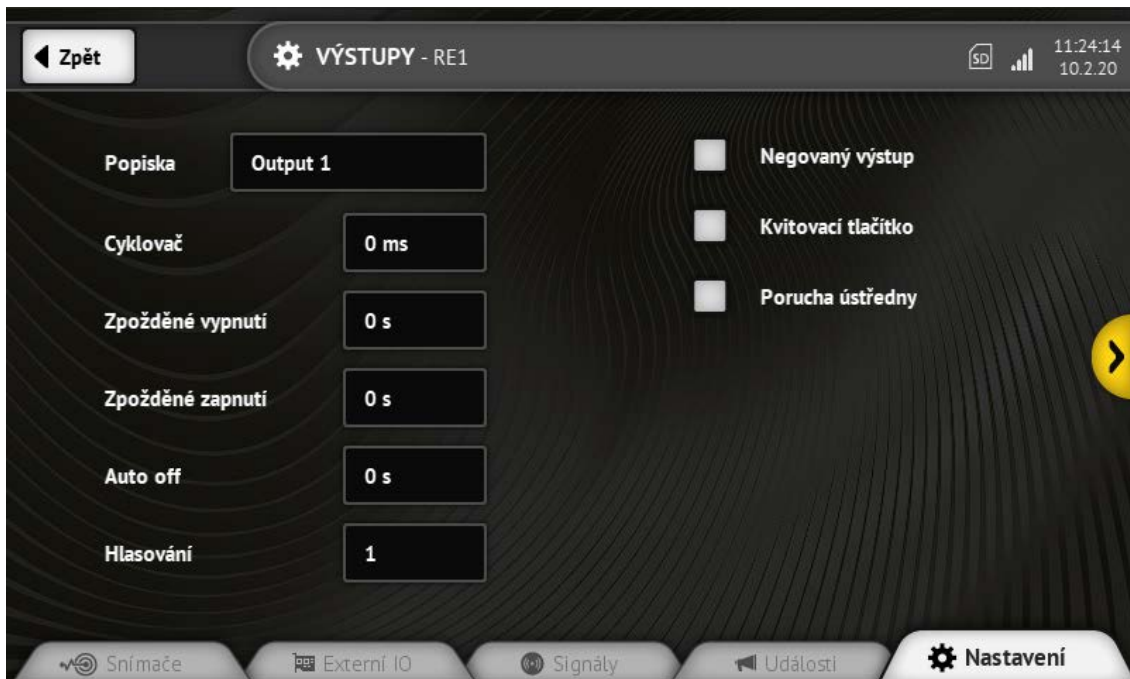 Zpět
VÝSTUPY - RE1
SD
11:24:14
10.2.20
Popiska
Output 1
Cyklovač
0 ms
Zpožděné vypnutí
0 s
Zpožděné zapnutí
0 s
Auto off
0 s
Hlasování
1
Negovaný výstup
Kvitovací tlačítko
Porucha ústředny
Snímače
Externí IO
Signály
Události
Nastavení